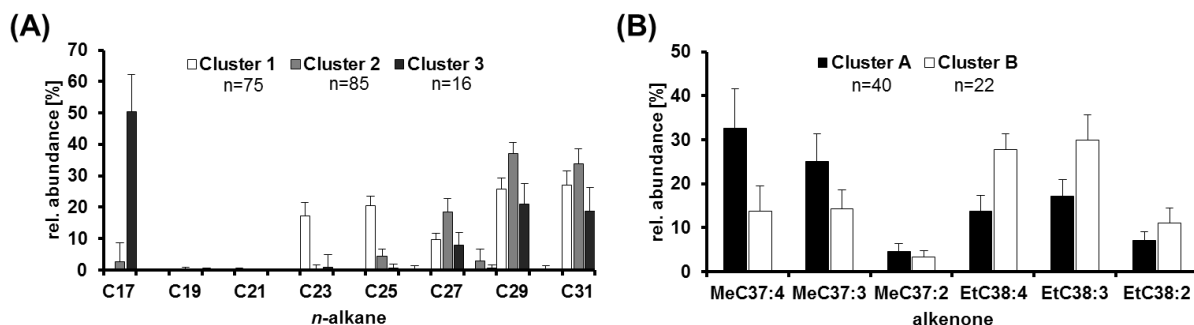 (A)
rel. abundance [%]
70
60
50
40
30
20
10
0
Cluster 1 Cluster 2 Cluster 3
n=75 n=85 n=16
C17 C19 C21 C23 C25 C27 C29 C31
n-alkane
(B)
rel. abundance [%]
50
40
30
20
10
0
Cluster A Cluster B
n=40 n=22
MeC37:4 MeC37:3 MeC37:2 EtC38:4 EtC38:3 EtC38:2
alkenone